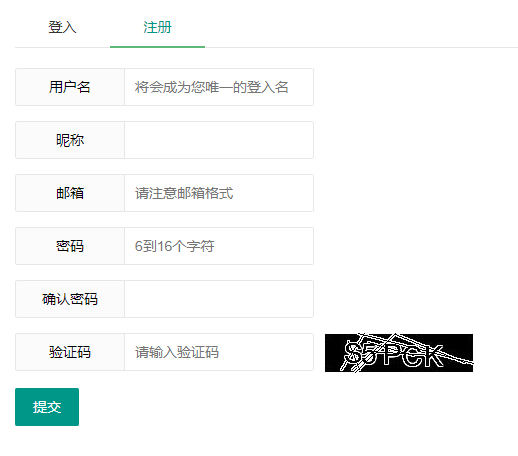 登入 注册
用户名 将会成为您唯一的登入名
昵称
邮箱 请注意邮箱格式
密码 6到16个字符
确认密码
验证码 请输入验证码 S5PCK
提交